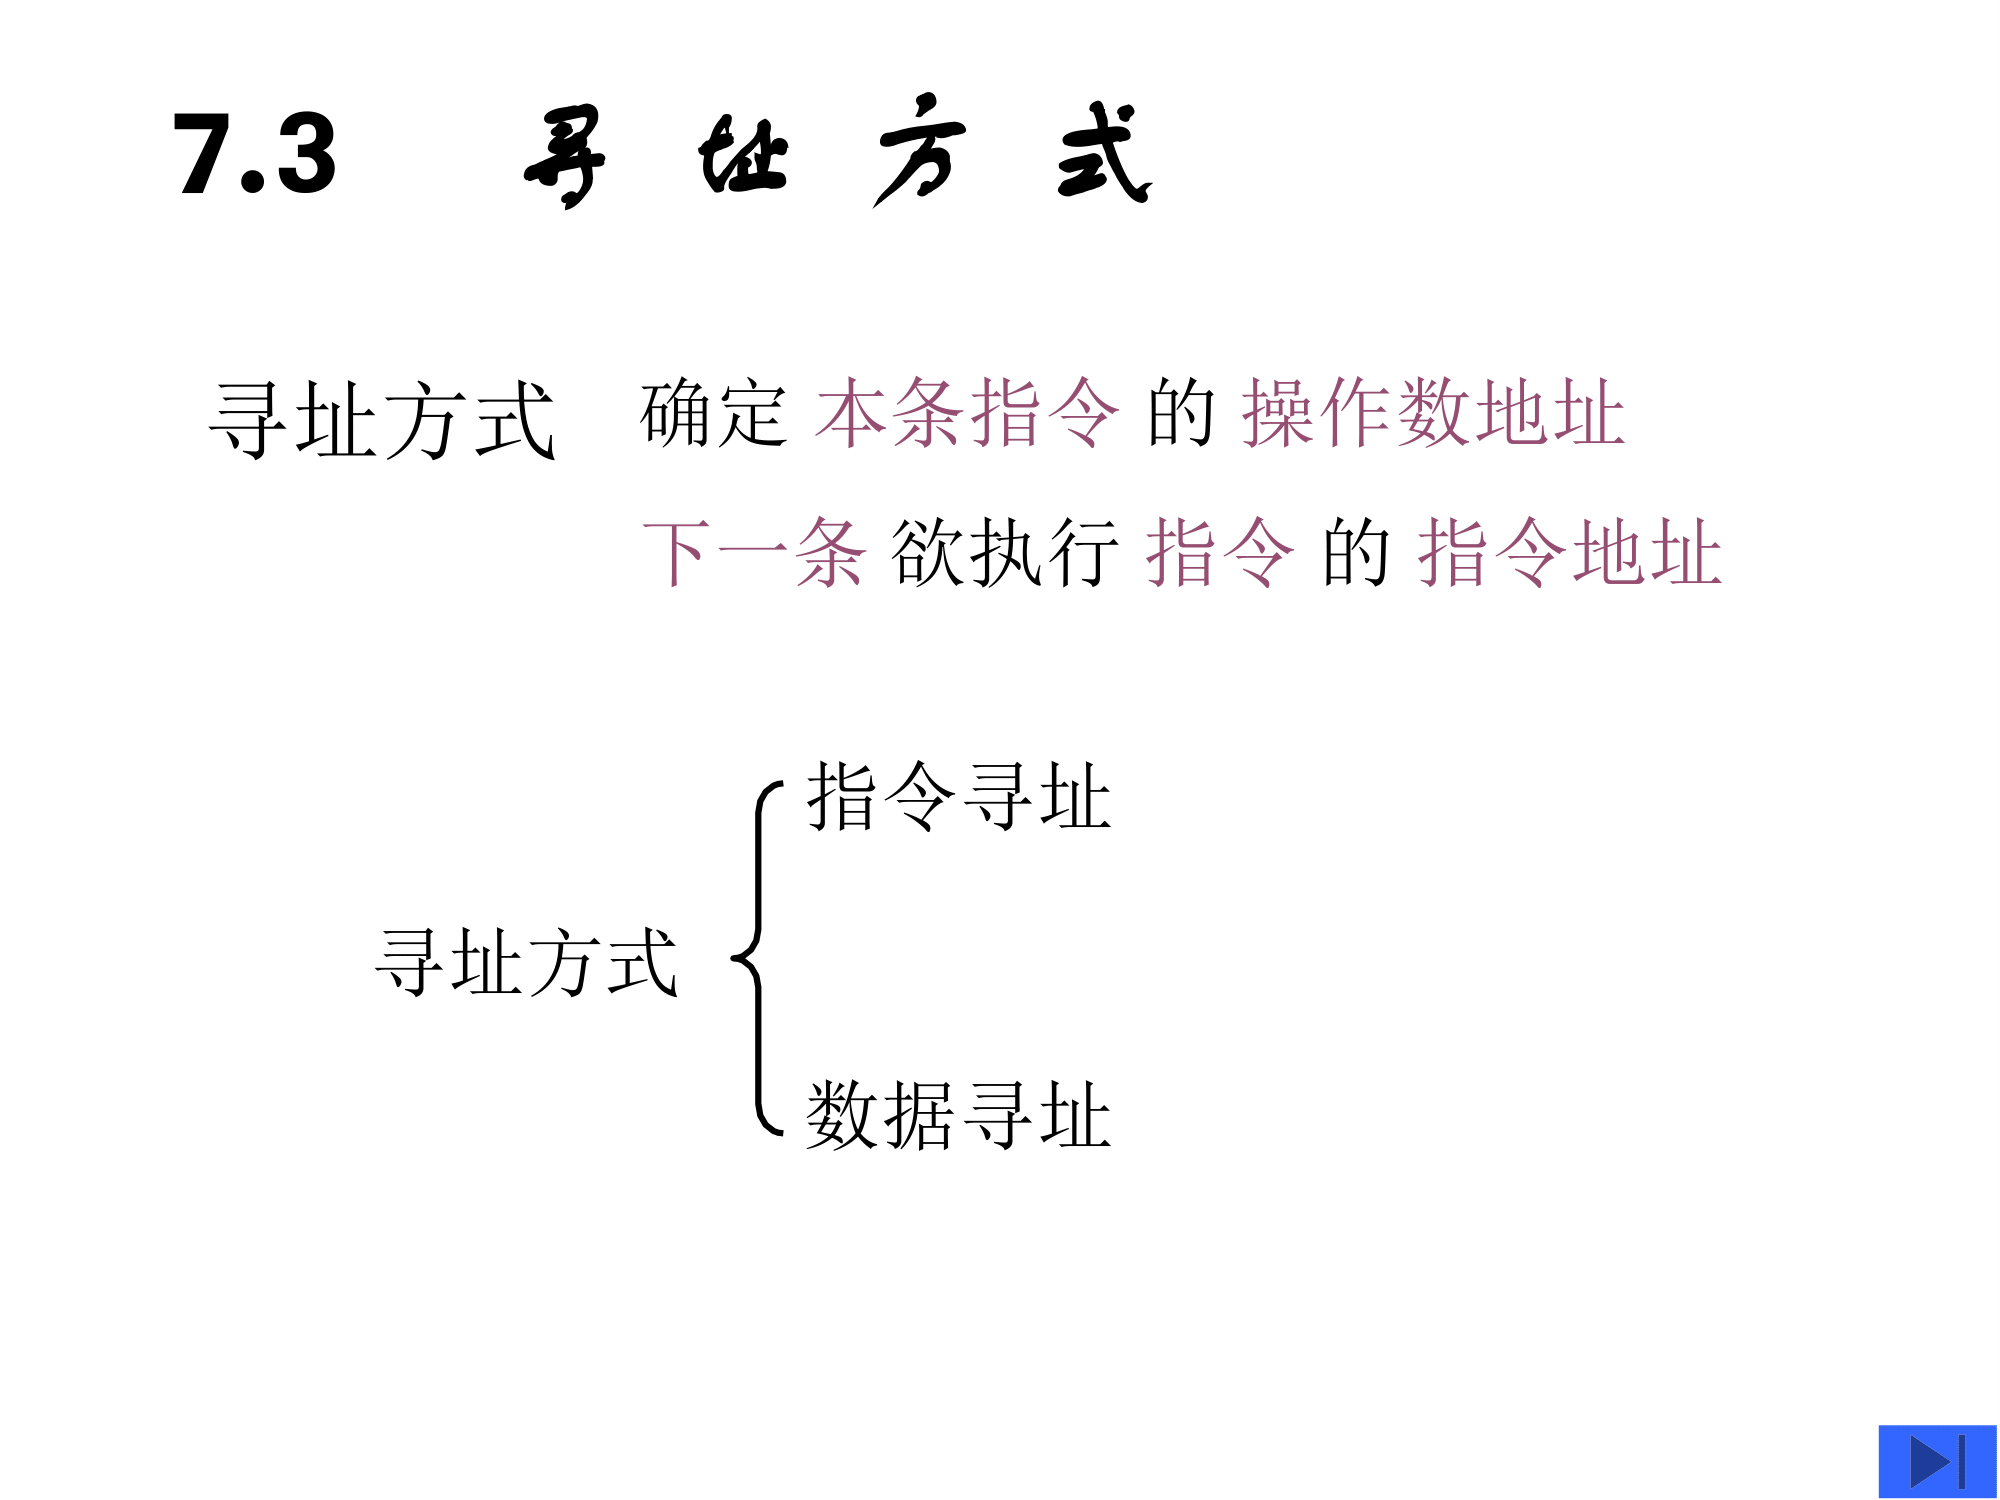 7.3 寻址方式
寻址方式 确定 本条指令 的 操作数地址
下一条 欲执行 指令 的 指令地址
指令寻址
寻址方式
数据寻址